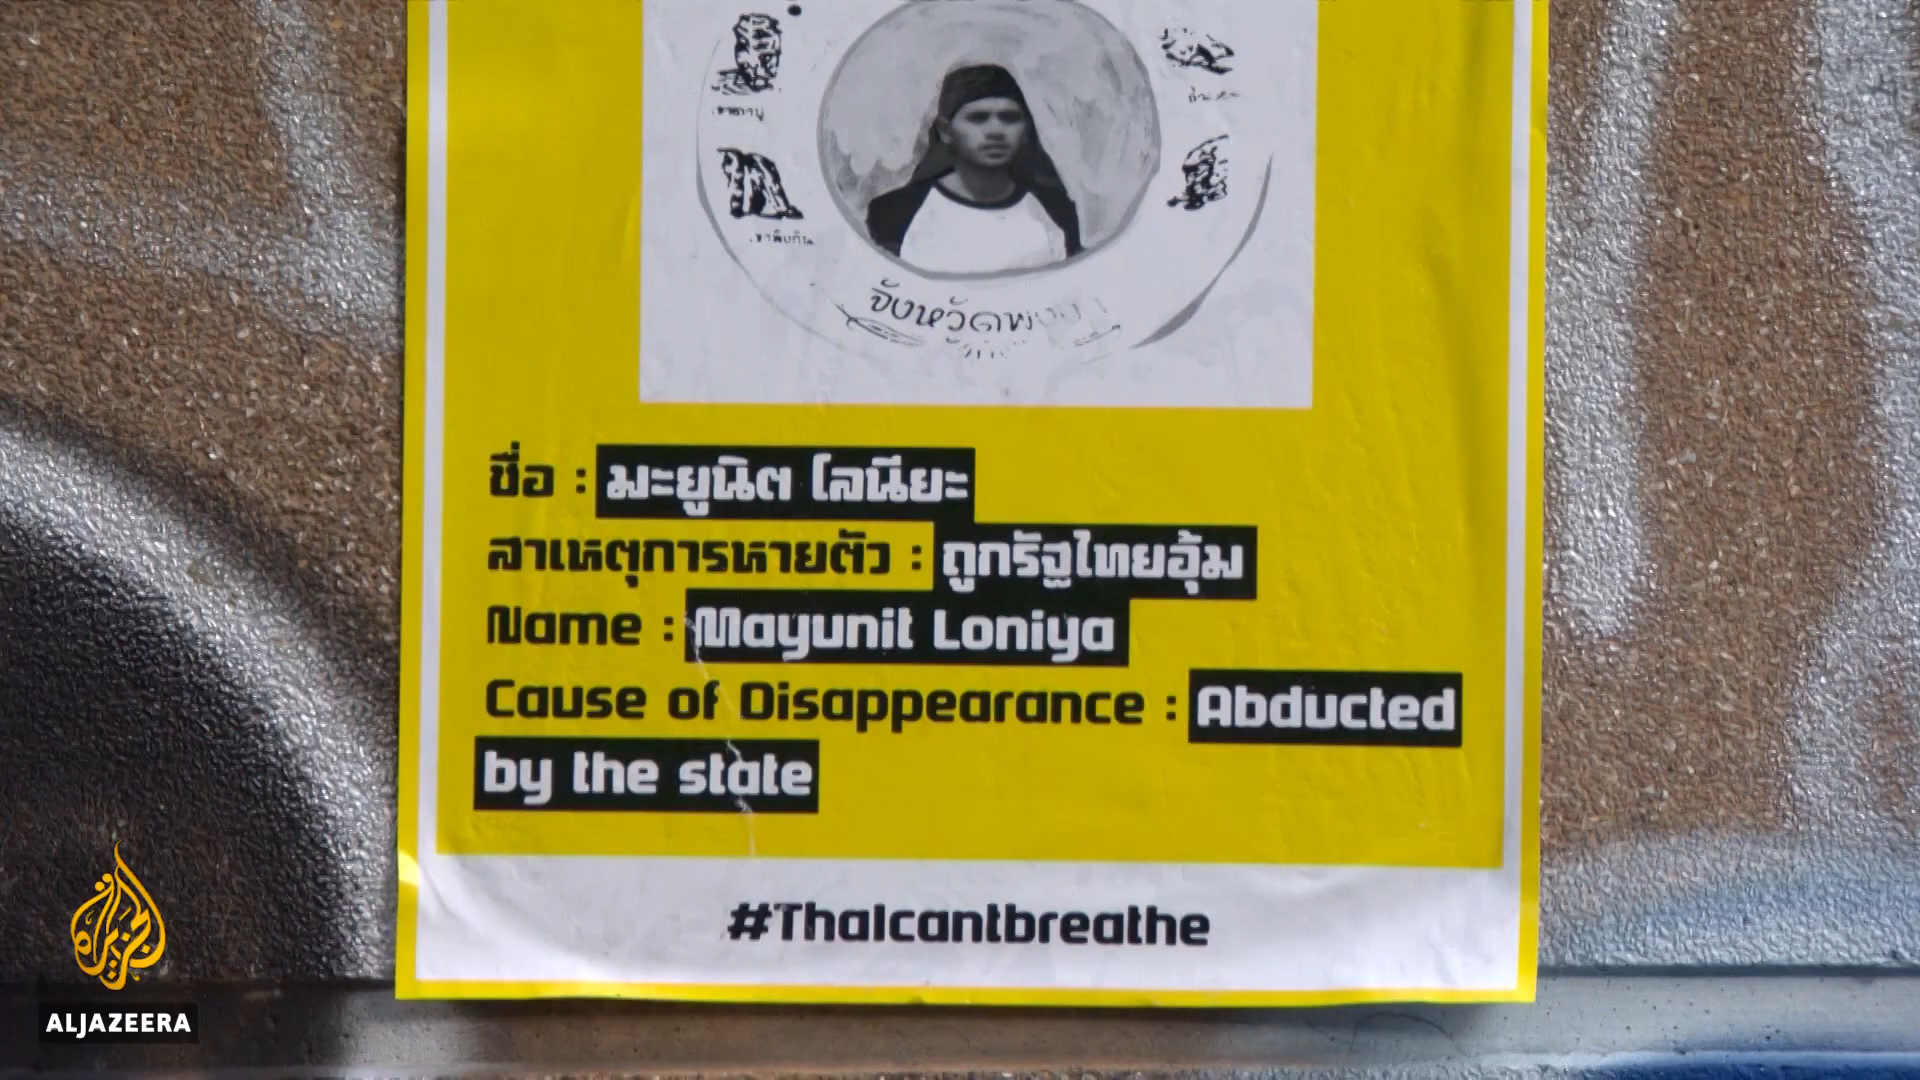 จังหวัด
ชื่อ : มะยูนิต โลนียะ
สาเหตุการหายตัว : ถูกรัฐไทยอุ้ม
Name : Mayunit Loniya
Cause of Disappearance : Abducted
by the state
#ThaIcantbreathe
ALJAZEERA